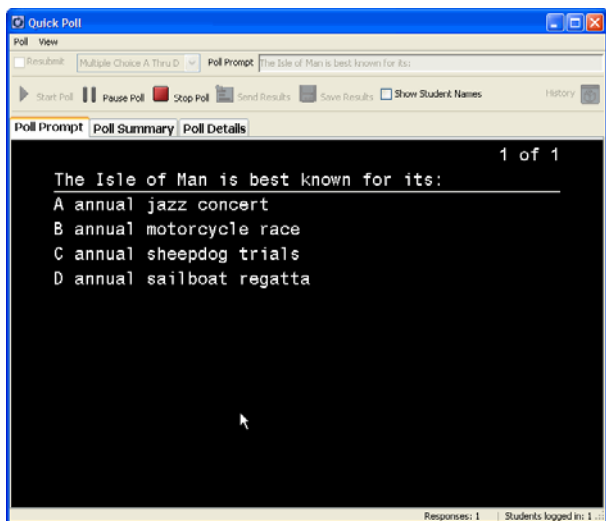 Quick Poll
Poll View
Resubmit Multiple Choice A Thru D Poll Prompt The Isle of Man is best known for its:
Start Poll Pause Poll Stop Poll Send Results Save Results Show Student Names History
Poll Prompt Poll Summary Poll Details
1 of 1
The Isle of Man is best known for its:
A annual jazz concert
B annual motorcycle race
C annual sheepdog trials
D annual sailboat regatta
Responses: 1 Students logged in: 1